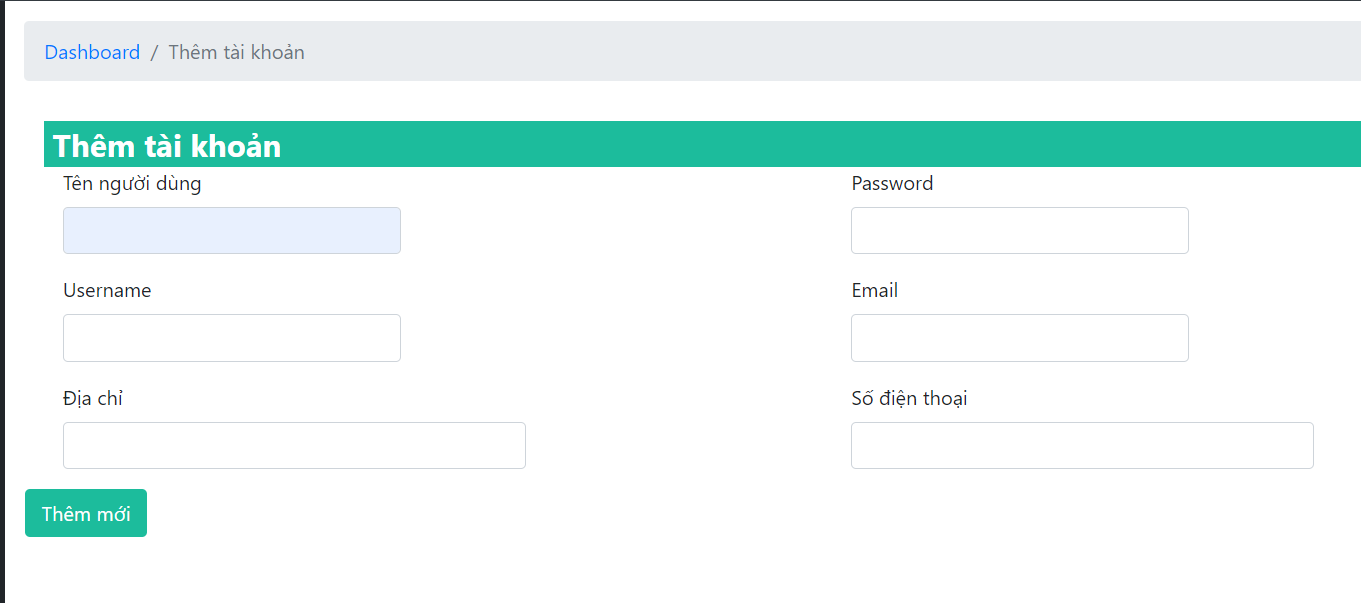 Dashboard / Thêm tài khoản
Thêm tài khoản
Tên người dùng
Password
Username
Email
Địa chỉ
Số điện thoại
Thêm mới